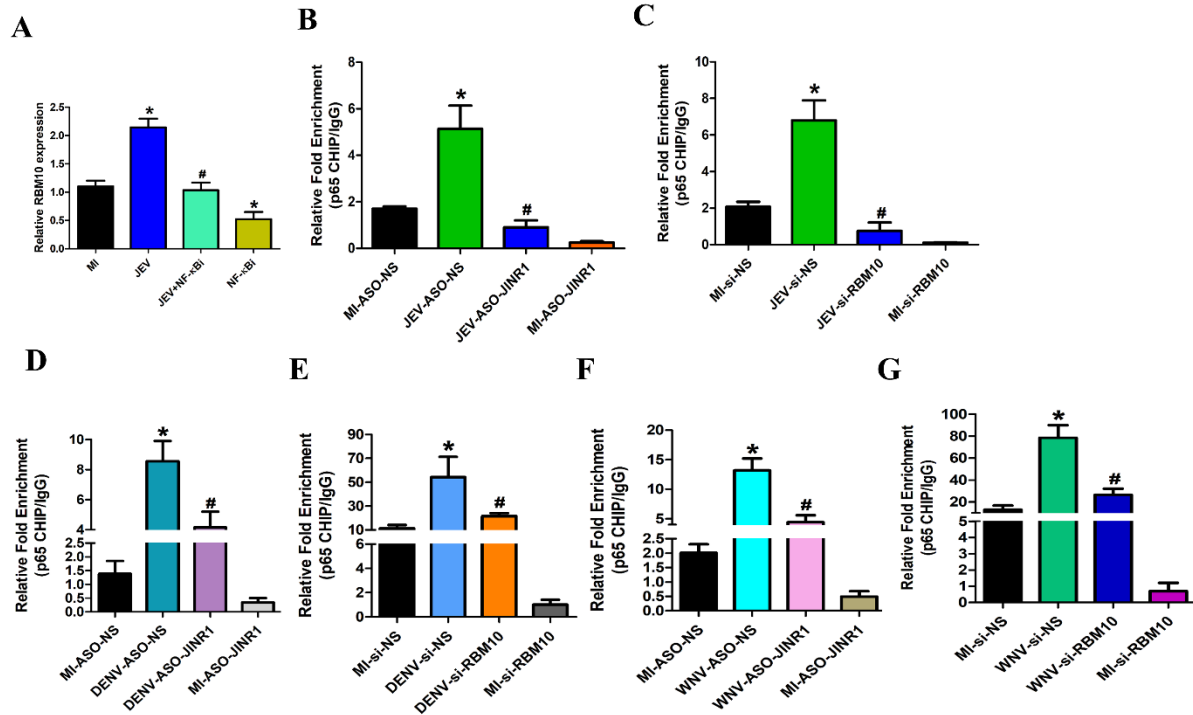 A
Relative RBM10 expression
2.5
2.0
1.5
1.0
0.5
0.0
*
#
*
MI
JEV
JEV+NF-κBi
NF-κBi
B
Relative Fold Enrichment
(p65 CHIP/IgG)
8
6
4
2
0
*
#
MI-ASO-NS
JEV-ASO-NS
JEV-ASO-JINR1
MI-ASO-JINR1
C
Relative Fold Enrichment
(p65 CHIP/IgG)
10
8
6
4
2
0
*
#
MI-si-NS
JEV-si-NS
JEV-si-RBM10
MI-si-RBM10
D
Relative Fold Enrichment
(p65 CHIP/IgG)
10
8
6
4
2.5
2.0
1.5
1.0
0.5
0.0
*
#
MI-ASO-NS
DENV-ASO-NS
DENV-ASO-JINR1
MI-ASO-JINR1
E
Relative Fold Enrichment
(p65 CHIP/IgG)
90
70
50
30
10
6
4
2
0
*
#
MI-si-NS
DENV-si-NS
DENV-si-RBM10
MI-si-RBM10
F
Relative Fold Enrichment
(p65 CHIP/IgG)
20
15
10
5
2.5
2.0
1.5
1.0
0.5
0.0
*
#
MI-ASO-NS
WNV-ASO-NS
WNV-ASO-JINR1
MI-ASO-JINR1
G
Relative Fold Enrichment
(p65 CHIP/IgG)
100
80
60
40
20
5
4
3
2
1
0
*
#
MI-si-NS
WNV-si-NS
WNV-si-RBM10
MI-si-RBM10